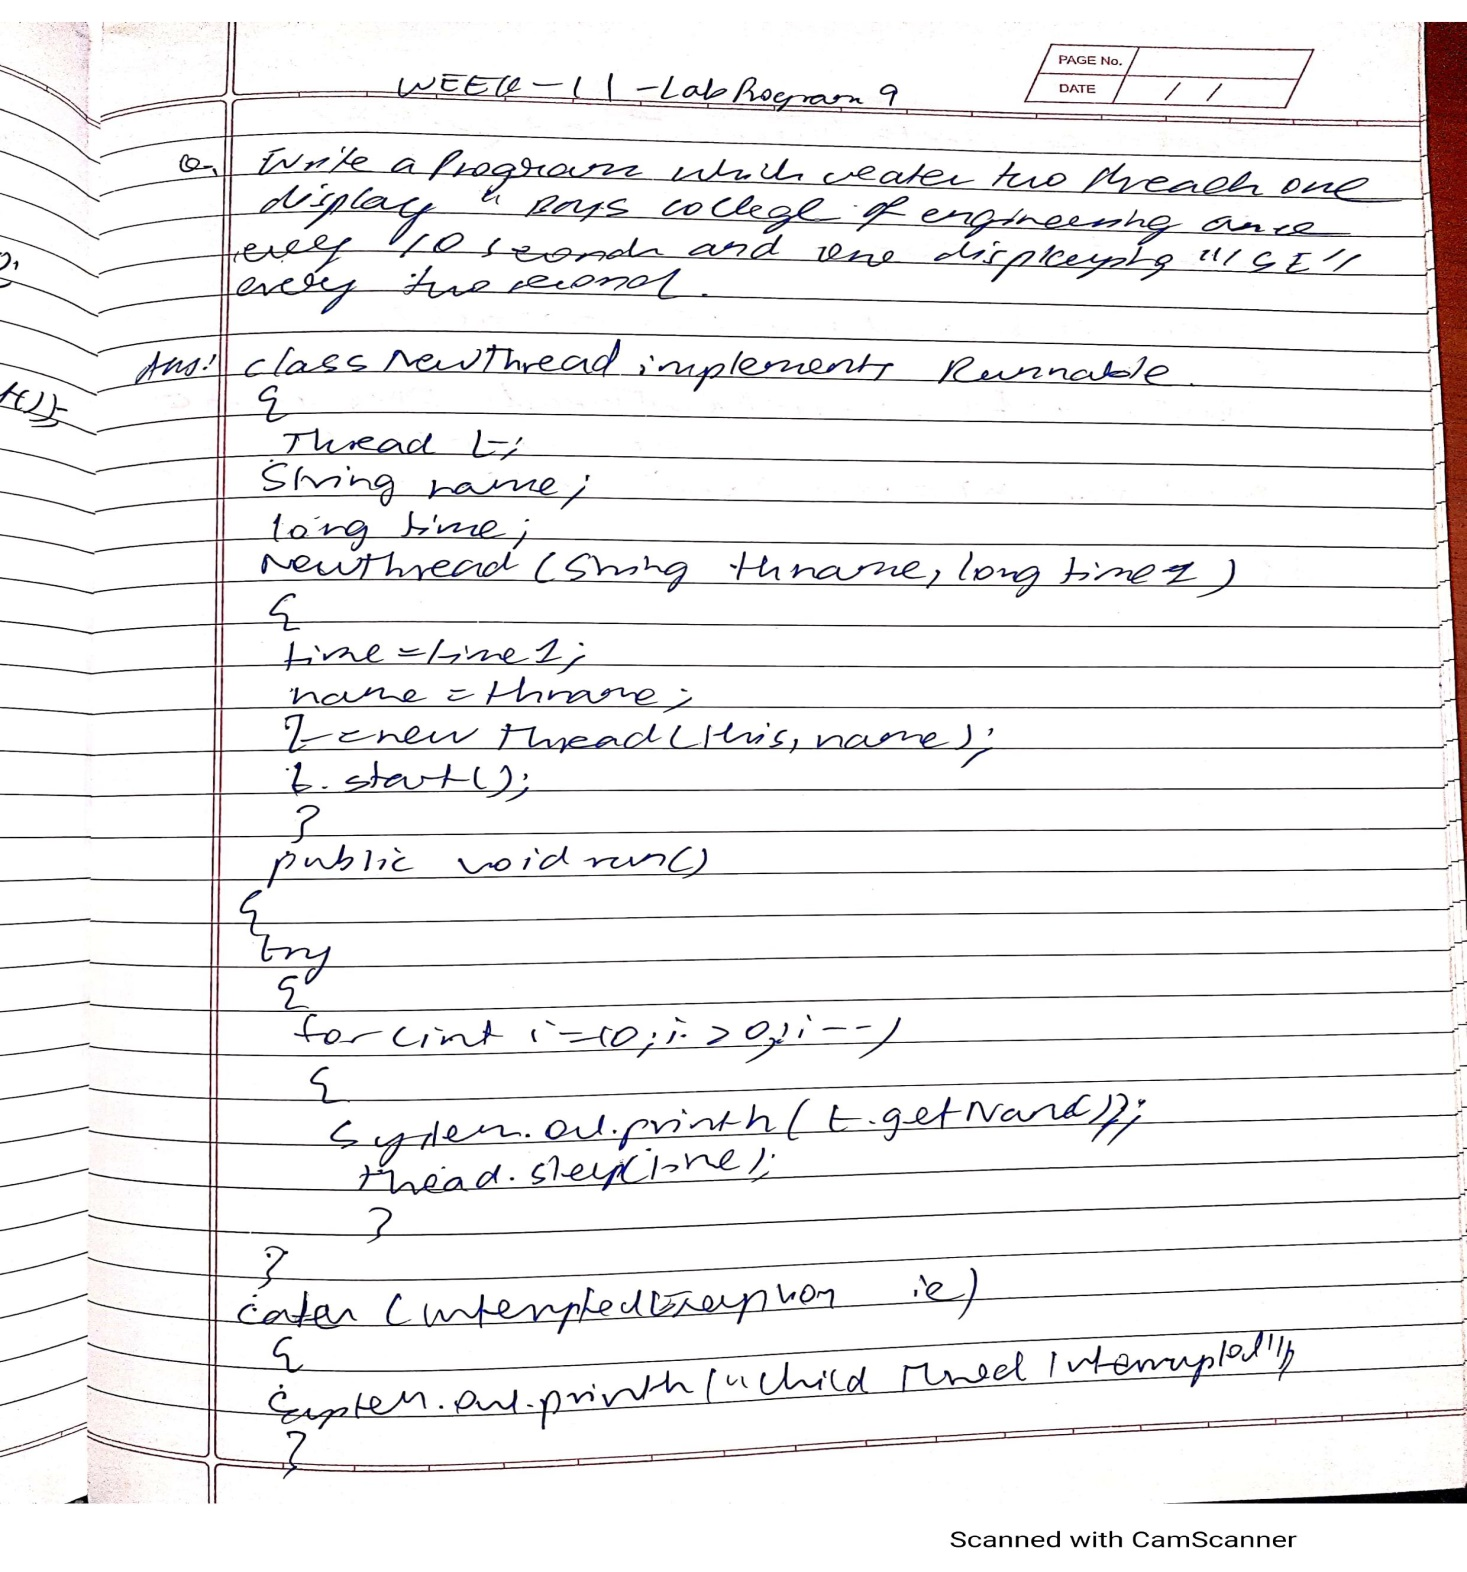 PAGE No.
DATE / /
WEEK-11-Lab Program 9
Q. Write a Program which creates two threads one
display " BMS college of engineering once
every 10 seconds and one displaying "CSE"
every two second.
Ans: class NewThread implements Runnable
{
Thread t;
String name;
long time;
NewThread (String thname, long time1)
{
time = time1;
name = thname;
t = new Thread (this, name);
t.start();
}
public void run()
{
try
{
for (int i=10; i>0; i--)
{
System.out.println( t.getName());
thread.sleep(time);
}
}
catch (InterruptedException ie)
{
System.out.println("child thread Interrupted");
}
t());
Scanned with CamScanner